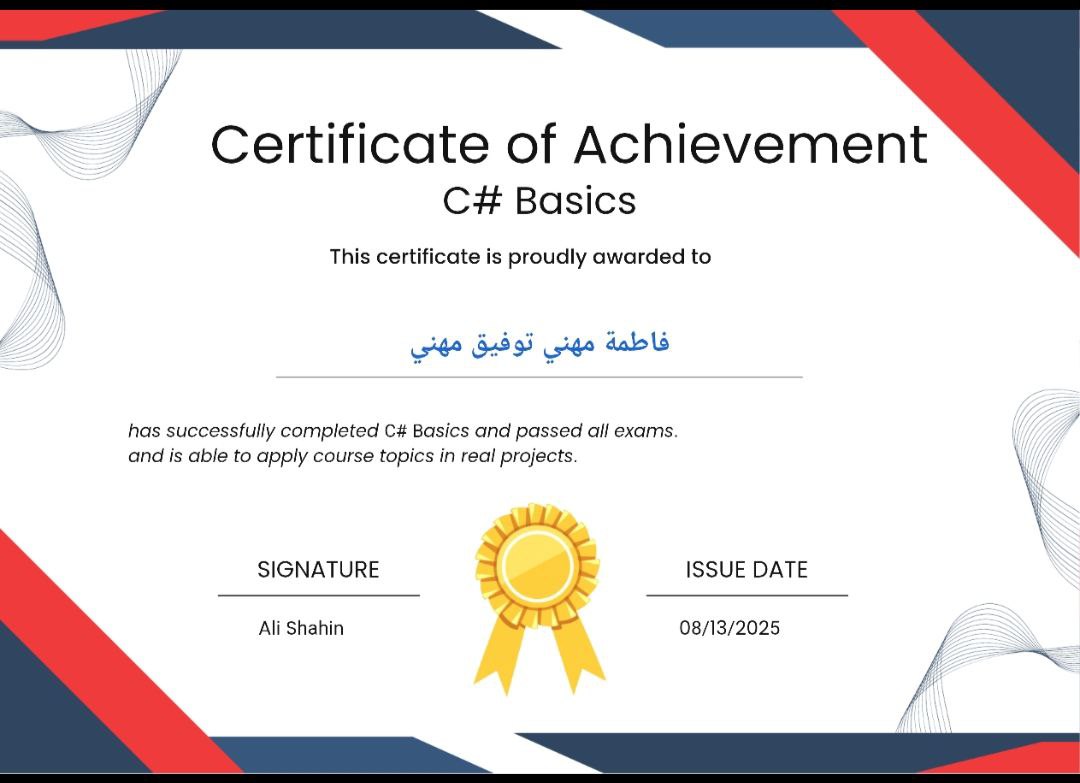 Certificate of Achievement
C# Basics
This certificate is proudly awarded to
فاطمة مهني توفيق مهني
has successfully completed C# Basics and passed all exams.
and is able to apply course topics in real projects.
SIGNATURE
Ali Shahin
ISSUE DATE
08/13/2025